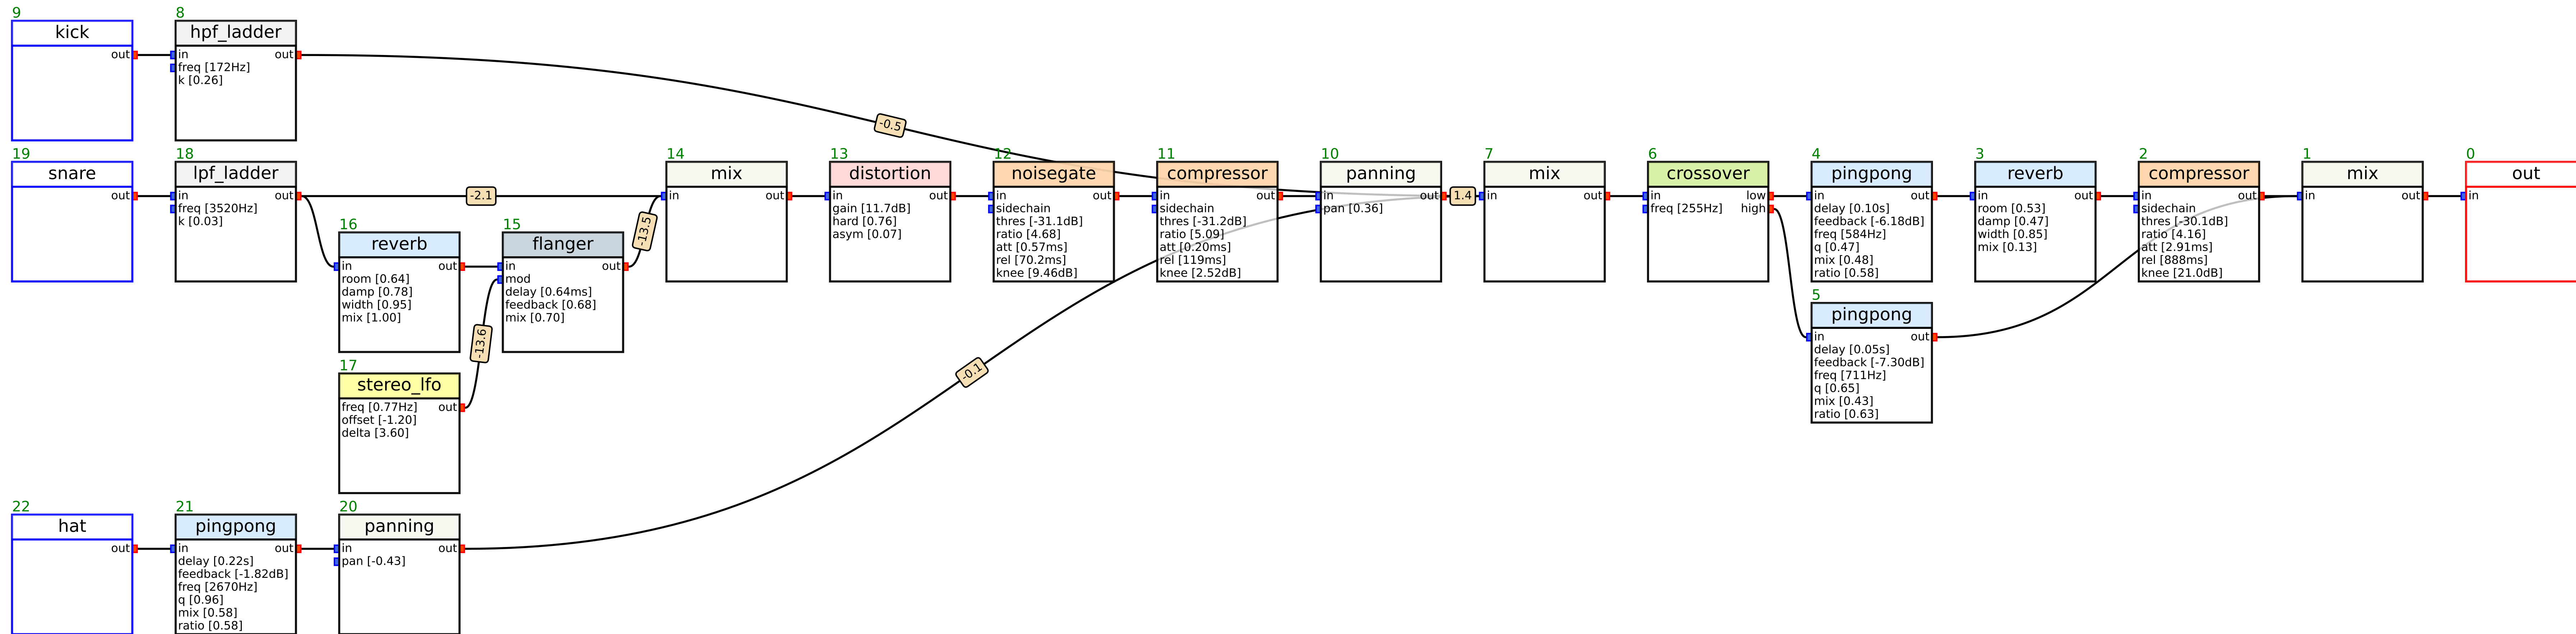 9
kick
out
8
hpf_ladder
in out
freq [172Hz]
k [0.26]
-0.5
19
snare
out
18
lpf_ladder
in out
freq [3520Hz]
k [0.03]
-2.1
16
reverb
in out
room [0.64]
damp [0.78]
width [0.95]
mix [1.00]
15
flanger
in out
mod
delay [0.64ms]
feedback [0.68]
mix [0.70]
-13.5
17
stereo_lfo
freq [0.77Hz] out
offset [-1.20]
delta [3.60]
-13.6
14
mix
in out
13
distortion
in out
gain [11.7dB]
hard [0.76]
asym [0.07]
12
noisegate
in out
sidechain
thres [-31.1dB]
ratio [4.68]
att [0.57ms]
rel [70.2ms]
knee [9.46dB]
11
compressor
in out
sidechain
thres [-31.2dB]
ratio [5.09]
att [0.20ms]
rel [119ms]
knee [2.52dB]
10
panning
in out
pan [0.36]
1.4
7
mix
in out
6
crossover
in low
freq [255Hz] high
4
pingpong
in out
delay [0.10s]
feedback [-6.18dB]
freq [584Hz]
q [0.47]
mix [0.48]
ratio [0.58]
3
reverb
in out
room [0.53]
damp [0.47]
width [0.85]
mix [0.13]
2
compressor
in out
sidechain
thres [-30.1dB]
ratio [4.16]
att [2.91ms]
rel [888ms]
knee [21.0dB]
1
mix
in out
0
out
in
5
pingpong
in out
delay [0.05s]
feedback [-7.30dB]
freq [711Hz]
q [0.65]
mix [0.43]
ratio [0.63]
-0.1
22
hat
out
21
pingpong
in out
delay [0.22s]
feedback [-1.82dB]
freq [2670Hz]
q [0.96]
mix [0.58]
ratio [0.58]
20
panning
in out
pan [-0.43]